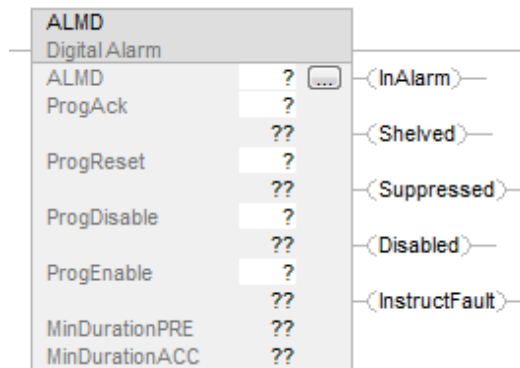 ALMD
Digital Alarm
ALMD ? ... InAlarm
ProgAck ?
?? Shelved
ProgReset ?
?? Suppressed
ProgDisable ?
?? Disabled
ProgEnable ?
?? InstructFault
MinDurationPRE ??
MinDurationACC ??